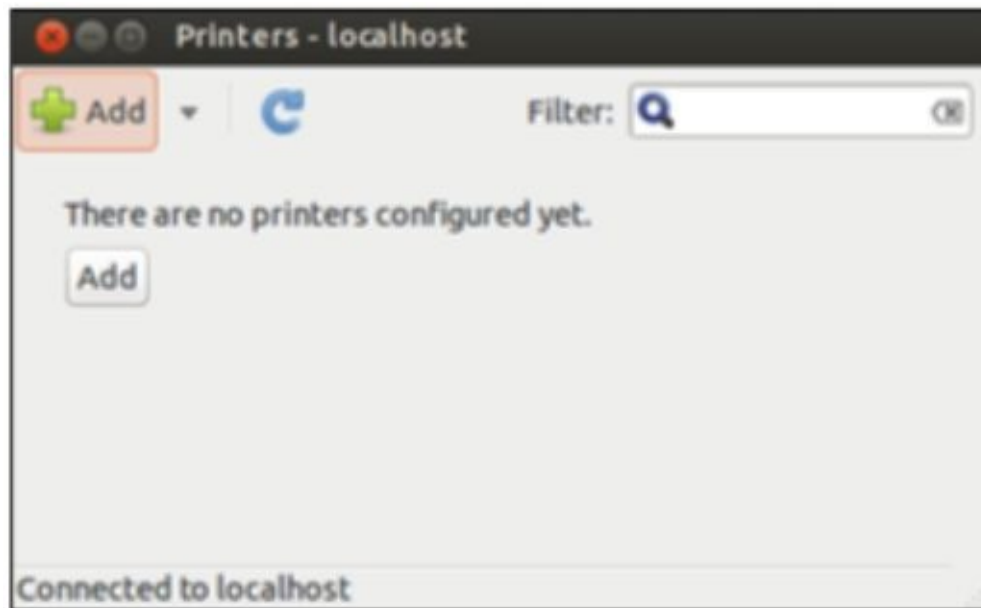 Printers - localhost
Add Filter:
There are no printers configured yet.
Add
Connected to localhost